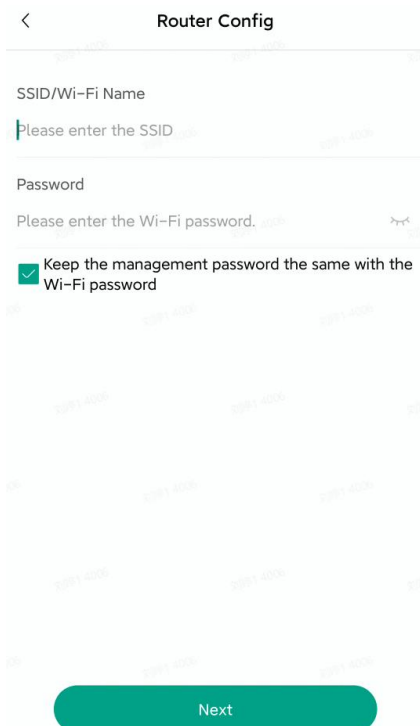 Router Config
SSID/Wi-Fi Name
Please enter the SSID
Password
Please enter the Wi-Fi password.
Keep the management password the same with the
Wi-Fi password
Next